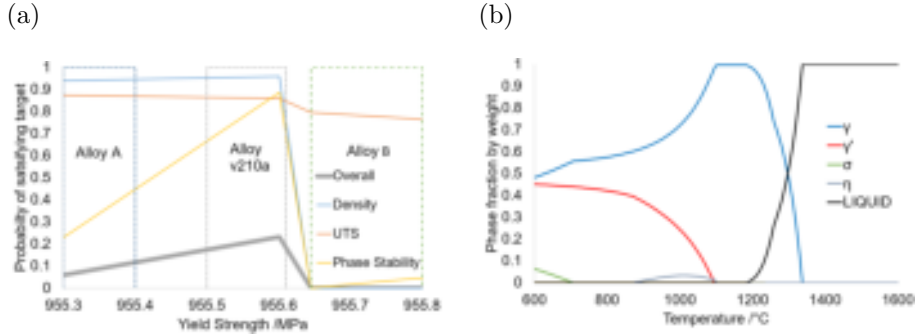 (a)
(b)
Probability of satisfying target
1
0.9
0.8
0.7
0.6
0.5
0.4
0.3
0.2
0.1
0
Alloy A
Alloy
v210a
Alloy B
Overall
Density
UTS
Phase Stability
955.3 955.4 955.5 955.6 955.7 955.8
Yield Strength /MPa
Phase fraction by weight
1
0.9
0.8
0.7
0.6
0.5
0.4
0.3
0.2
0.1
0
γ
γ'
σ
η
LIQUID
600 800 1000 1200 1400 1600
Temperature /°C